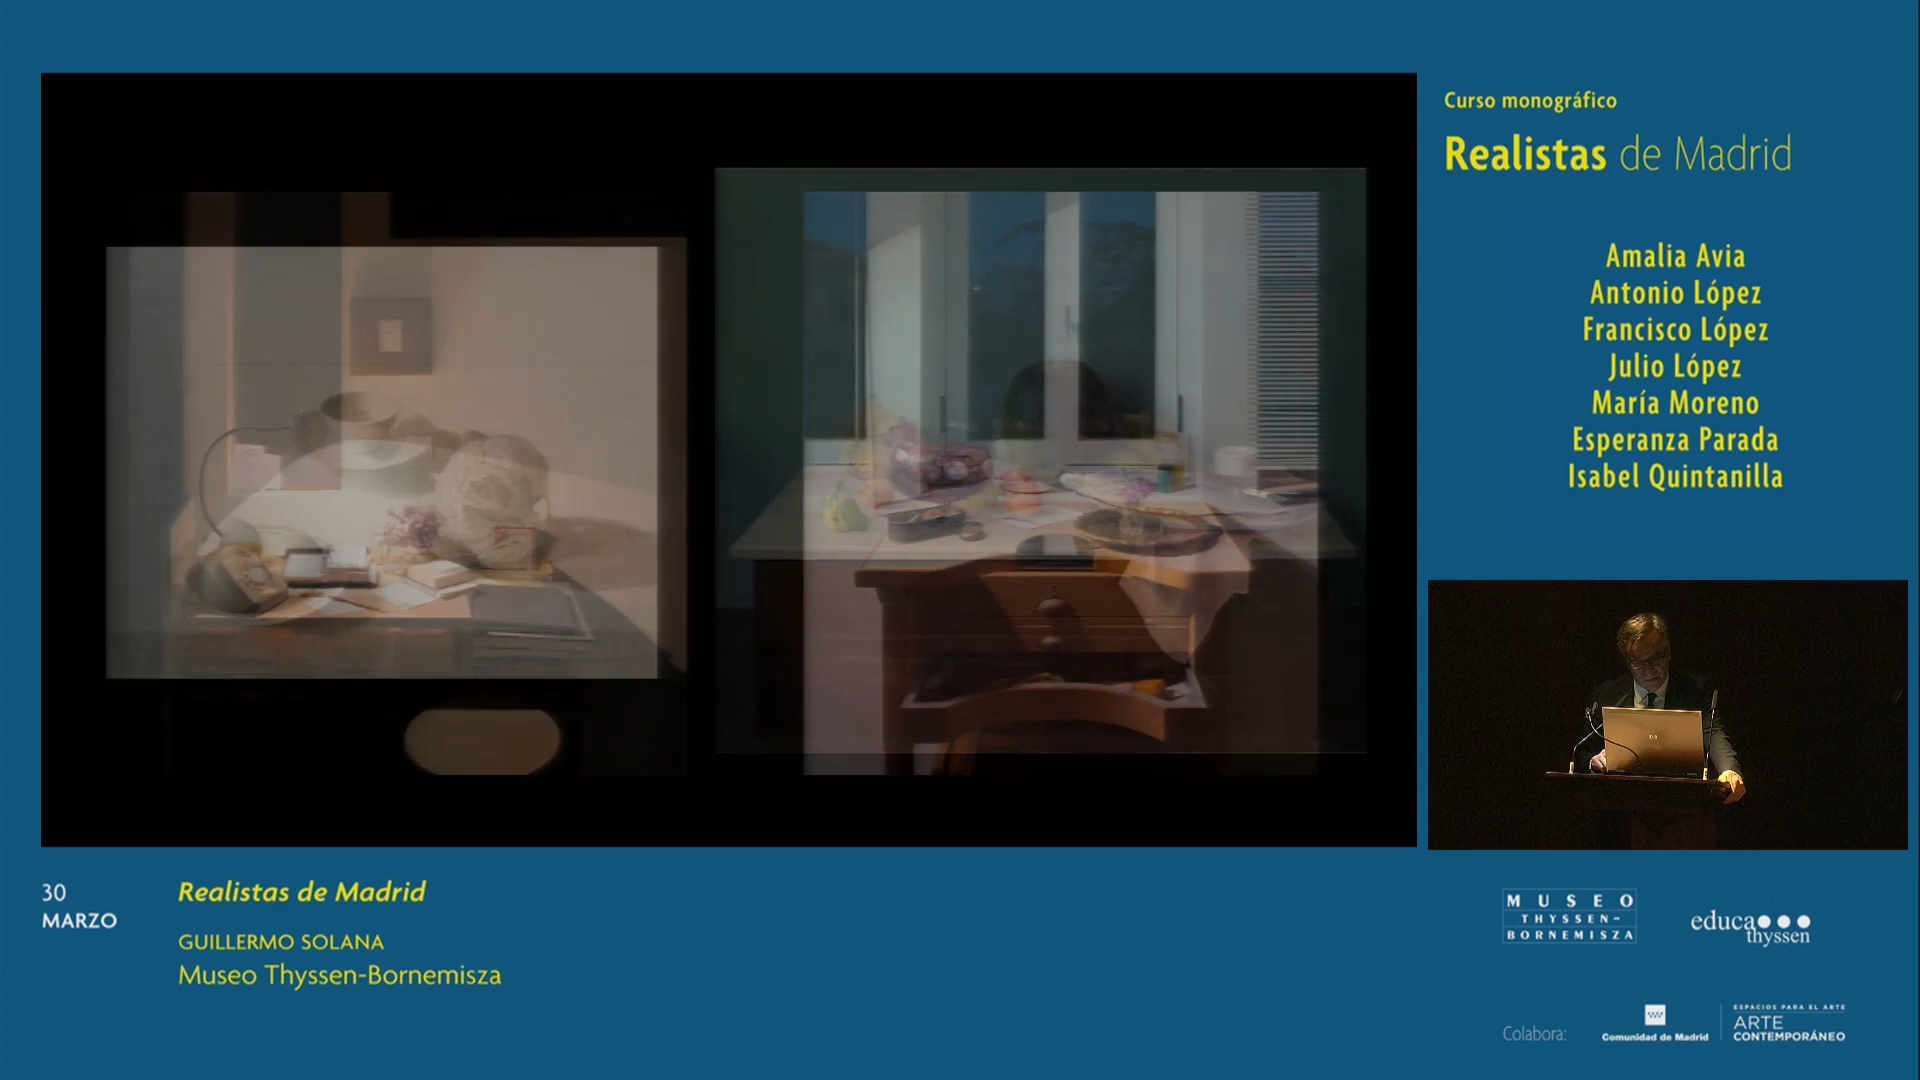 Curso monográfico
Realistas de Madrid
Amalia Avia
Antonio López
Francisco López
Julio López
María Moreno
Esperanza Parada
Isabel Quintanilla
30
MARZO
Realistas de Madrid
GUILLERMO SOLANA
Museo Thyssen-Bornemisza
MUSEO
THYSSEN-
BORNEMISZA
educa
thyssen
Colabora:
Comunidad de Madrid
ESPACIOS PARA EL ARTE
ARTE
CONTEMPORÁNEO